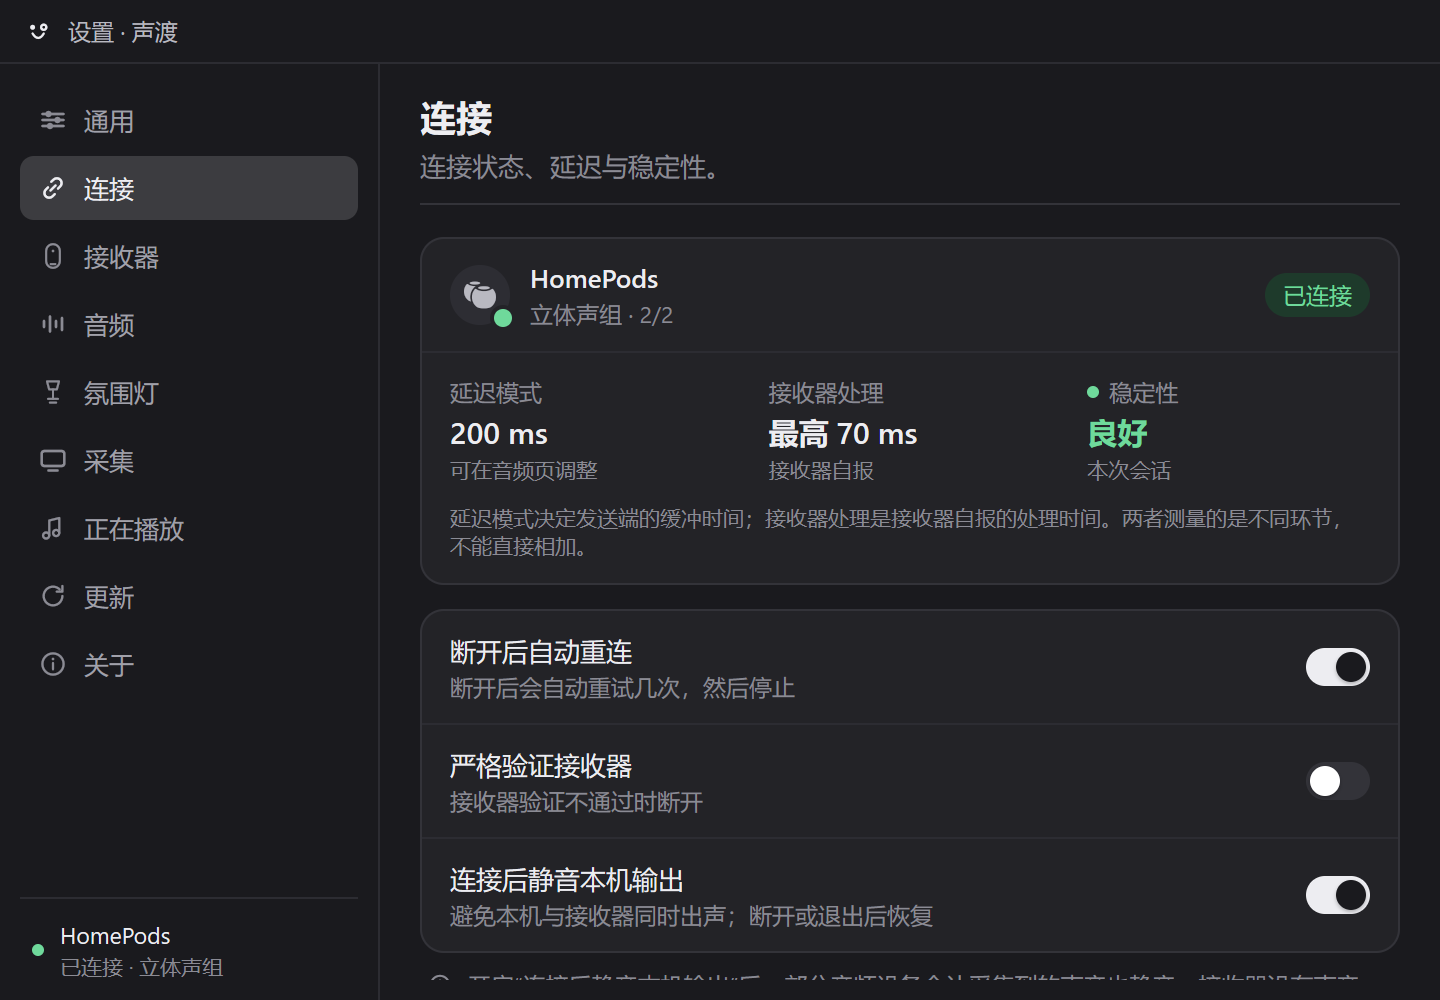 设置 · 声渡
通用
连接
接收器
音频
氛围灯
采集
正在播放
更新
关于
HomePods
已连接 · 立体声组
连接
连接状态、延迟与稳定性。
HomePods
立体声组 · 2/2
已连接
延迟模式
200 ms
可在音频页调整
接收器处理
最高 70 ms
接收器自报
稳定性
良好
本次会话
延迟模式决定发送端的缓冲时间；接收器处理是接收器自报的处理时间。两者测量的是不同环节，
不能直接相加。
断开后自动重连
断开后会自动重试几次，然后停止
严格验证接收器
接收器验证不通过时断开
连接后静音本机输出
避免本机与接收器同时出声；断开或退出后恢复